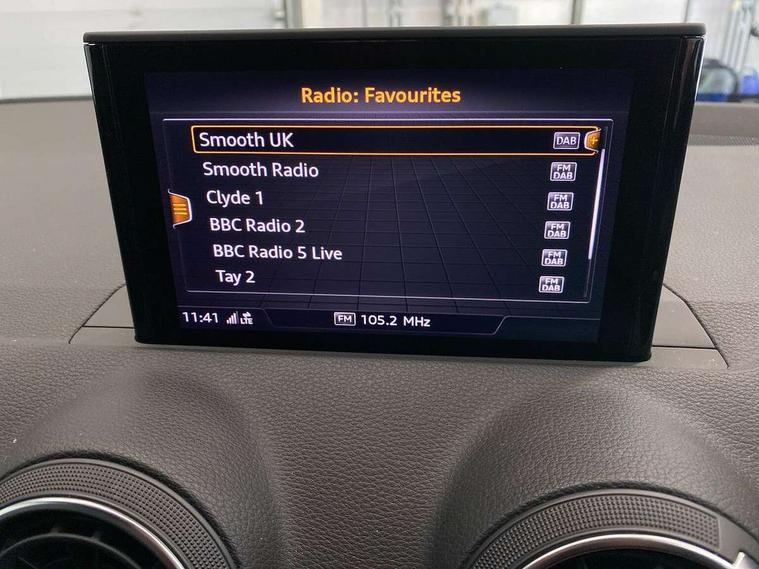 Radio: Favourites
Smooth UK DAB
Smooth Radio FM DAB
Clyde 1 FM DAB
BBC Radio 2 FM DAB
BBC Radio 5 Live FM DAB
Tay 2 FM DAB
11:41 LTE FM 105.2 MHz